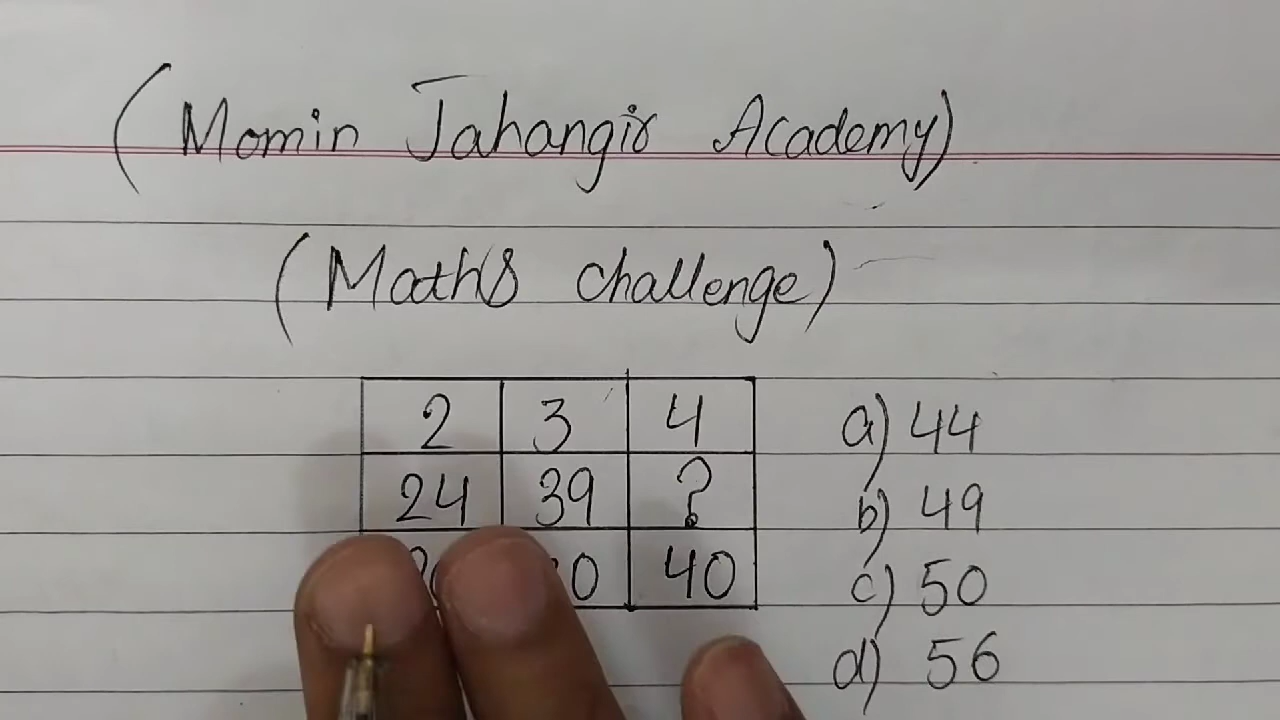 (Momin Jahangir Academy)
(Maths challenge)
2 3 4 a) 44
24 39 ? b) 49
40 c) 50
d) 56